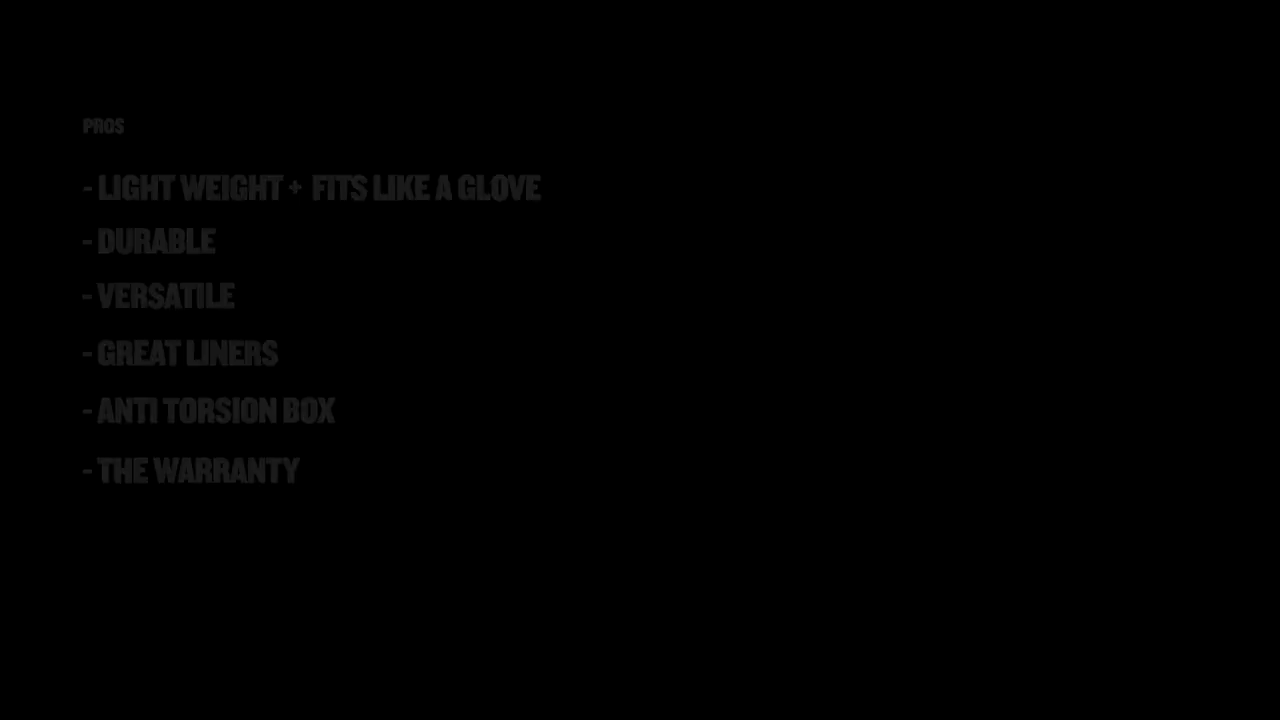 PROS
- LIGHT WEIGHT + FITS LIKE A GLOVE
- DURABLE
- VERSATILE
- GREAT LINERS
- ANTI TORSION BOX
- THE WARRANTY